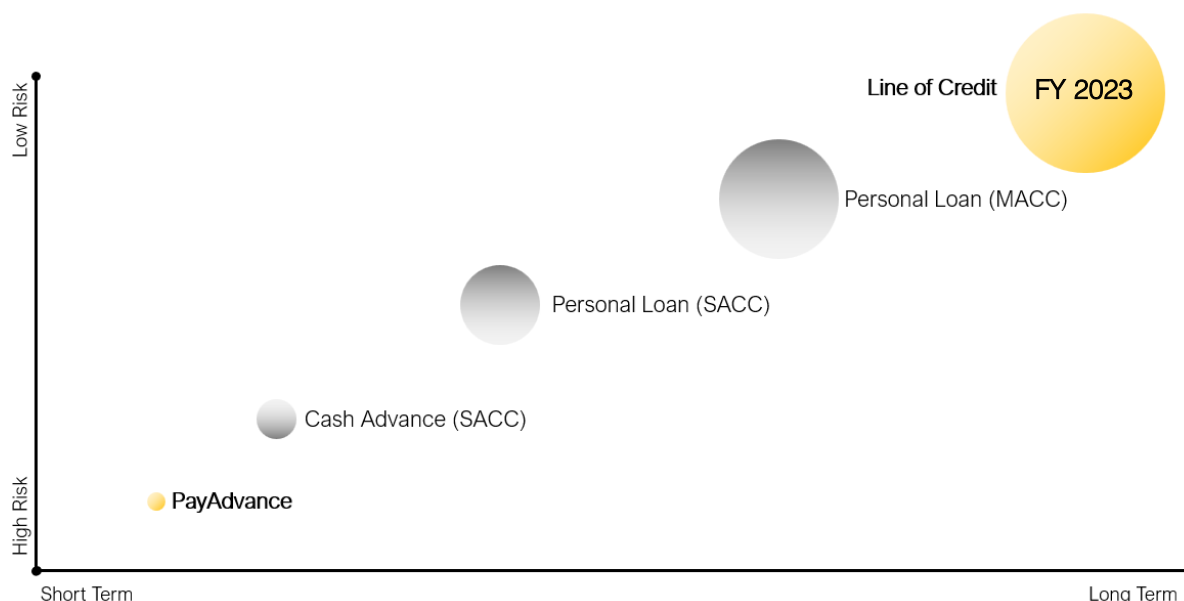 Low Risk
Line of Credit
FY 2023
Personal Loan (MACC)
Personal Loan (SACC)
Cash Advance (SACC)
PayAdvance
High Risk
Short Term
Long Term